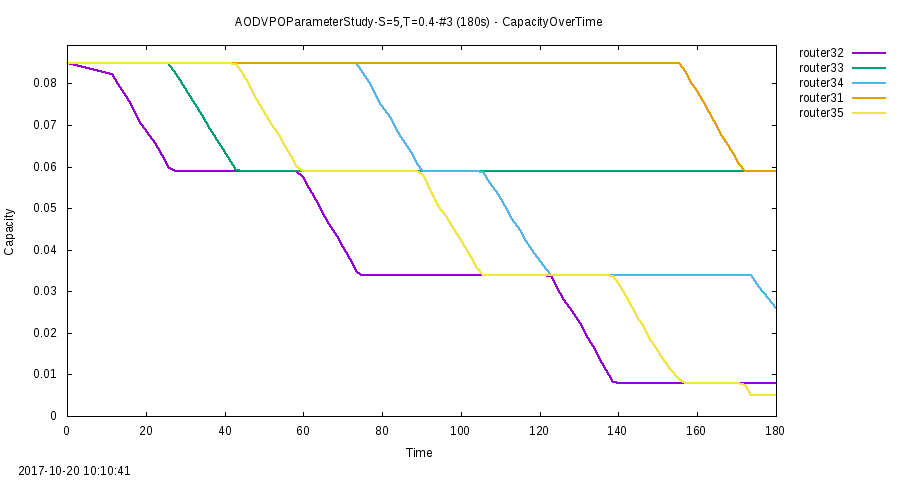 AODVPOParameterStudy-S=5,T=0.4-#3 (180s) - CapacityOverTime
router32
router33
router34
router31
router35
0.08
0.07
0.06
0.05
0.04
0.03
0.02
0.01
0
Capacity
0 20 40 60 80 100 120 140 160 180
Time
2017-10-20 10:10:41